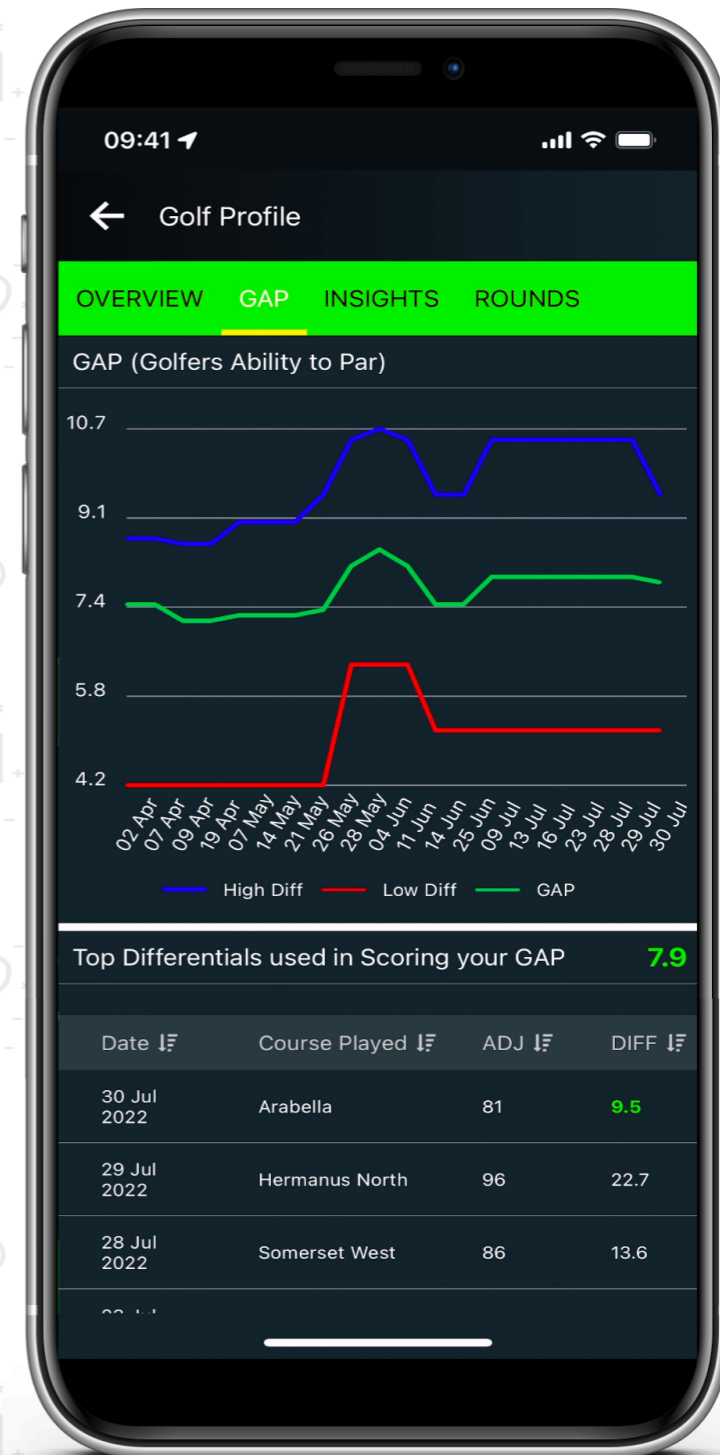 09:41
Golf Profile
OVERVIEW GAP INSIGHTS ROUNDS
GAP (Golfers Ability to Par)
10.7
9.1
7.4
5.8
4.2
02 Apr 07 Apr 09 Apr 19 Apr 07 May 14 May 21 May 26 May 28 May 04 Jun 11 Jun 14 Jun 25 Jun 09 Jul 13 Jul 16 Jul 23 Jul 28 Jul 29 Jul 30 Jul
High Diff Low Diff GAP
Top Differentials used in Scoring your GAP 7.9
Date Course Played ADJ DIFF
30 Jul
2022 Arabella 81 9.5
29 Jul
2022 Hermanus North 96 22.7
28 Jul
2022 Somerset West 86 13.6